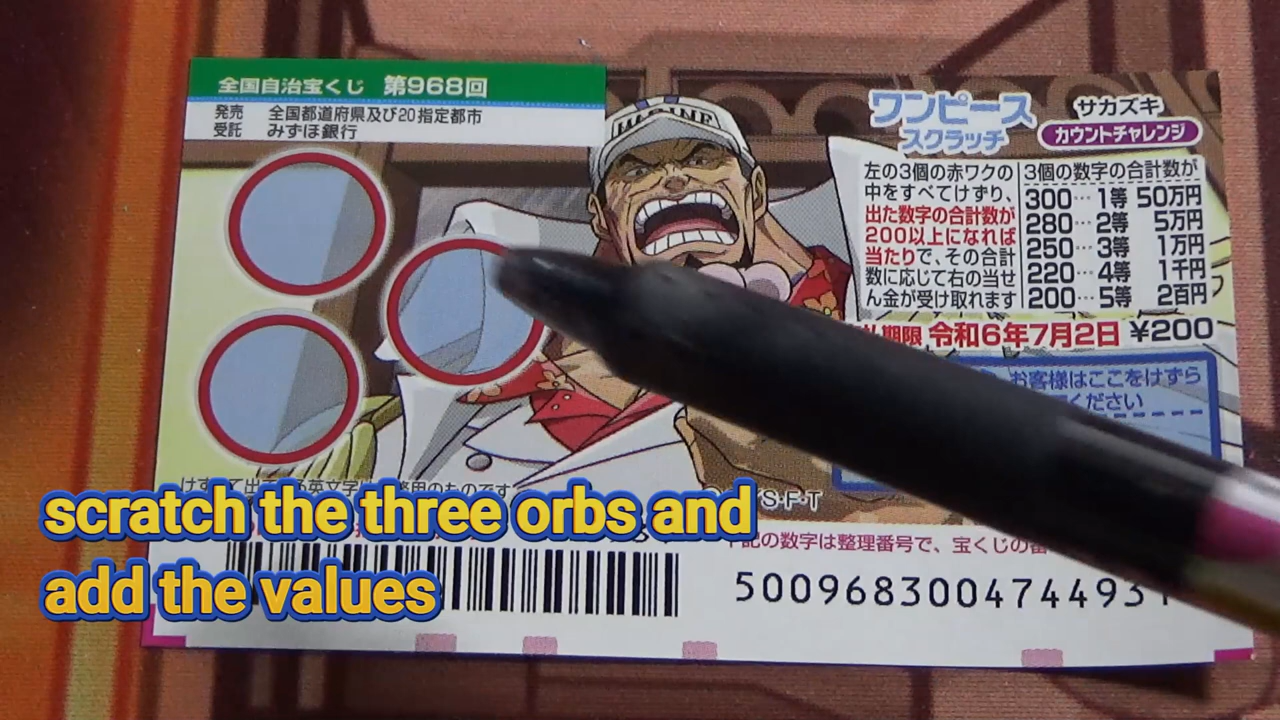 全国自治宝くじ 第968回
発売 全国都道府県及び20指定都市
受託 みずほ銀行
MARINE
ワンピース
スクラッチ
サカズキ
カウントチャレンジ
左の3個の赤ワクの
中をすべてけずり、
出た数字の合計数が
200以上になれば
当たりで、その合計
数に応じて右の当せ
ん金が受け取れます
3個の数字の合計数が
300…1等 50万円
280…2等 5万円
250…3等 1万円
220…4等 1千円
200…5等 2百円
期限 令和6年7月2日 ¥200
お客様はここをけずら
ください
S・F・T
scratch the three orbs and
add the values
下記の数字は整理番号で、宝くじの番
5009683004744931